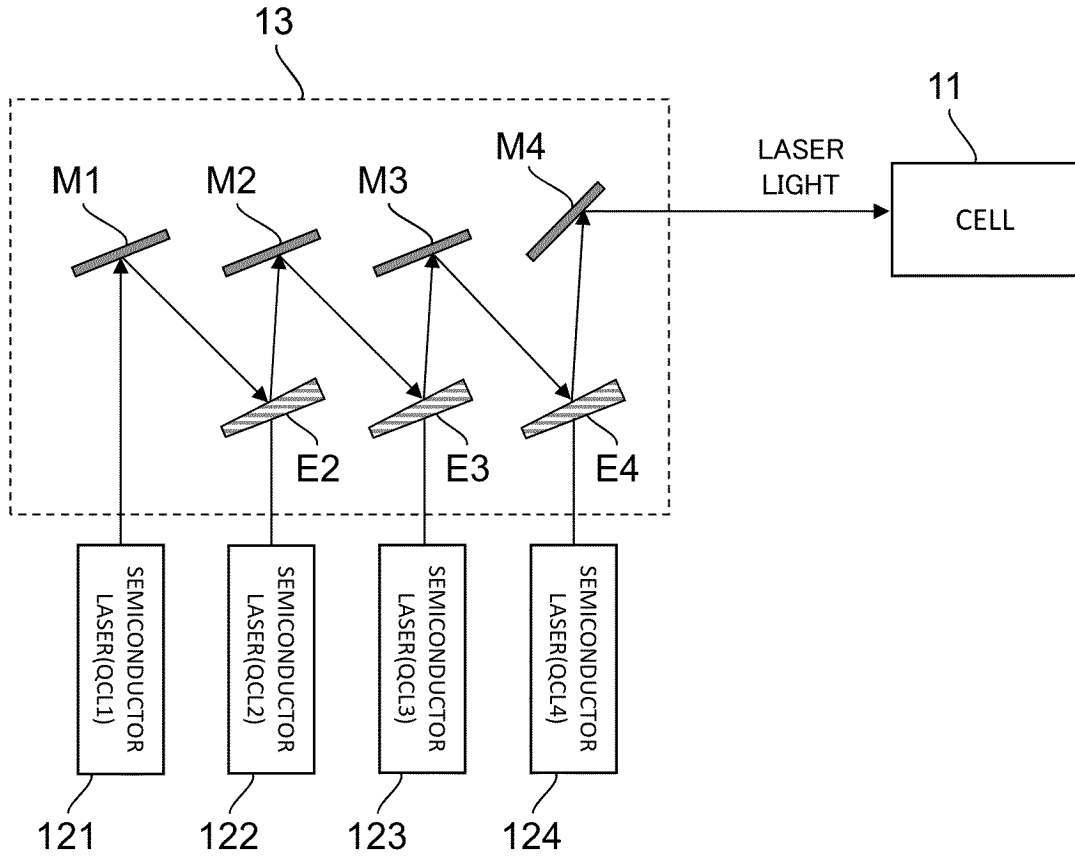 13
11
M1
M2
M3
M4
LASER
LIGHT
CELL
E2
E3
E4
SEMICONDUCTOR
LASER(QCL1)
SEMICONDUCTOR
LASER(QCL2)
SEMICONDUCTOR
LASER(QCL3)
SEMICONDUCTOR
LASER(QCL4)
121
122
123
124